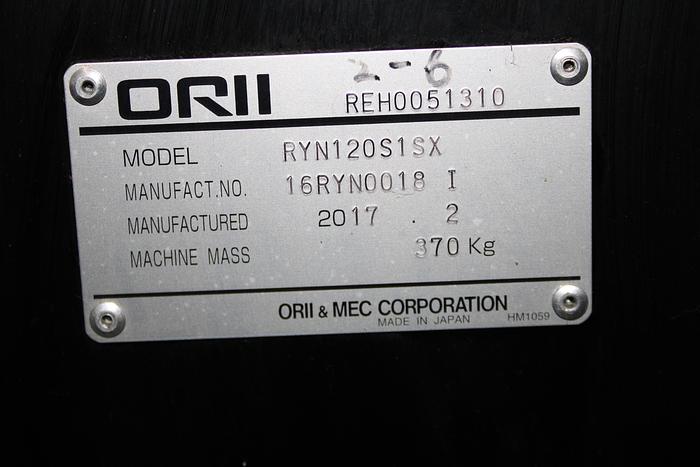 2-6
ORII REH0051310
MODEL RYN120S1SX
MANUFACT.NO. 16RYN0018 I
MANUFACTURED 2017 . 2
MACHINE MASS 370 Kg
ORII & MEC CORPORATION
MADE IN JAPAN HM1059